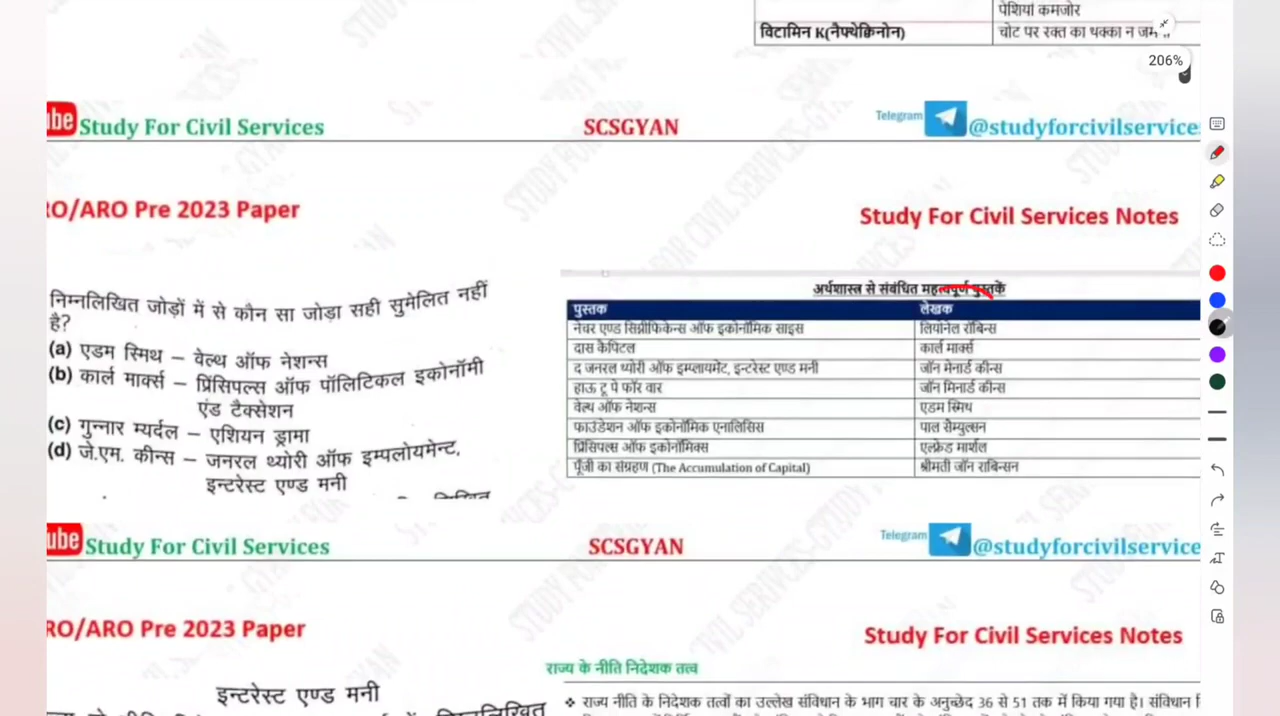 पेशियां कमजोर
विटामिन K(नैफ्थेक्विनोन) चोट पर रक्त का थक्का न
206%
Study For Civil Services SCSGYAN Telegram @studyforcivilservice
RO/ARO Pre 2023 Paper Study For Civil Services Notes
निम्नलिखित जोड़ों में से कौन सा जोड़ा सही सुमेलित नहीं
है?
(a) एडम स्मिथ – वेल्थ ऑफ नेशन्स
(b) कार्ल मार्क्स – प्रिंसिपल्स ऑफ पॉलिटिकल इकोनॉमी
एंड टैक्सेशन
(c) गुन्नार म्यर्दल – एशियन ड्रामा
(d) जे.एम. कीन्स – जनरल थ्योरी ऑफ इम्पलोयमेन्ट,
इन्टरेस्ट एण्ड मनी
अर्थशास्त्र से संबंधित महत्वपूर्ण पुस्तकें
पुस्तक लेखक
नेचर एण्ड सिग्नीफिकेन्स ऑफ इकोनॉमिक साइस लियोनेल रॉबिन्स
दास कैपिटल कार्ल मार्क्स
द जनरल थ्योरी ऑफ इम्प्लायमेंट, इन्टरेस्ट एण्ड मनी जॉन मेनार्ड कीन्स
हाऊ टू पे फॉर वार जॉन मिनार्ड कीन्स
वेल्थ ऑफ नेशन्स एडम स्मिथ
फाउंडेशन ऑफ इकोनॉमिक एनालिसिस पाल सैम्युल्सन
प्रिंसिपल्स ऑफ इकोनॉमिक्स एल्फ्रेड मार्शल
पूँजी का संग्रहण (The Accumulation of Capital) श्रीमती जॉन राबिन्सन
Study For Civil Services SCSGYAN Telegram @studyforcivilservice
RO/ARO Pre 2023 Paper Study For Civil Services Notes
राज्य के नीति निदेशक तत्व
इन्टरेस्ट एण्ड मनी
❖ राज्य नीति के निदेशक तत्वों का उल्लेख संविधान के भाग चार के अनुच्छेद 36 से 51 तक में किया गया है। संविधान